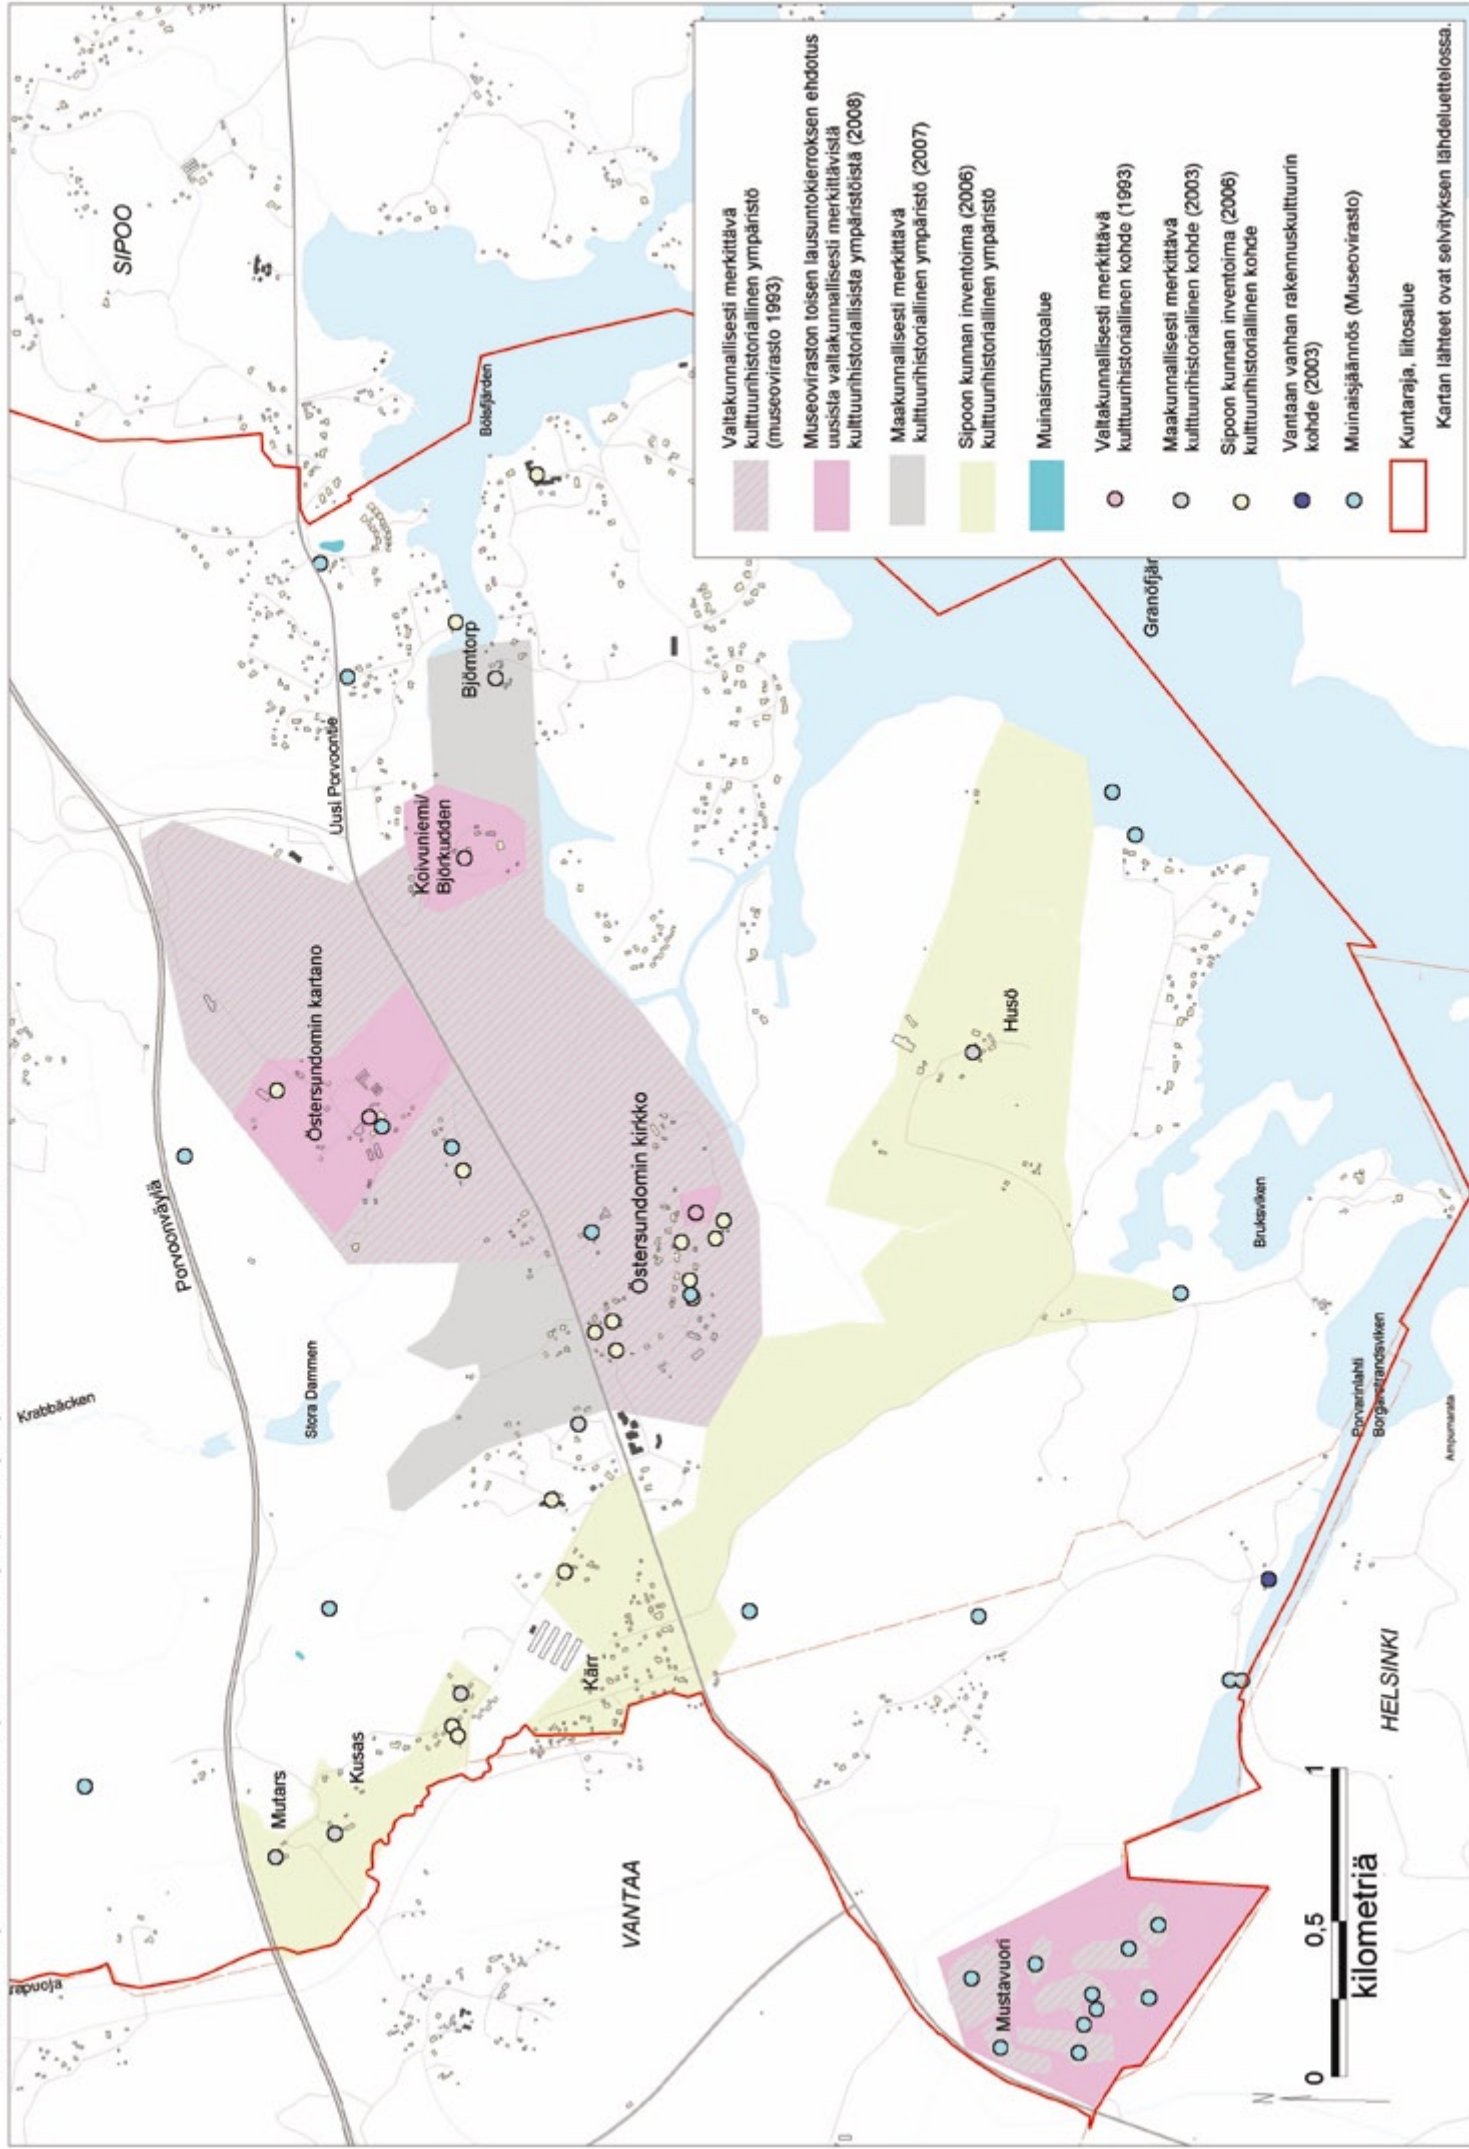 SIPOO
Krabbäcken
Porvoonväylä
Stora Dammen
Östersundomin kartano
Uusi Porvoontie
Koivuniemi/
Björkudden
Björntorp
Bölsfjärden
Mutars
Kusas
Kärr
Östersundomin kirkko
Husö
Granöfjär
VANTAA
Bruksviken
Porvarinlahti
Borgarstrandsviken
Ampumarata
HELSINKI
Mustavuori
N
0
0,5
1
kilometriä
Valtakunnallisesti merkittävä
kulttuurihistoriallinen ympäristö
(museovirasto 1993)
Museoviraston toisen lausuntokierroksen ehdotus
uusista valtakunnallisesti merkittävistä
kulttuurihistoriallisista ympäristöistä (2008)
Maakunnallisesti merkittävä
kulttuurihistoriallinen ympäristö (2007)
Sipoon kunnan inventoima (2006)
kulttuurihistoriallinen ympäristö
Muinaismuistoalue
Valtakunnallisesti merkittävä
kulttuurihistoriallinen kohde (1993)
Maakunnallisesti merkittävä
kulttuurihistoriallinen kohde (2003)
Sipoon kunnan inventoima (2006)
kulttuurihistoriallinen kohde
Vantaan vanhan rakennuskulttuurin
kohde (2003)
Muinaisjäännös (Museovirasto)
Kuntaraja, liitosalue
Kartan lähteet ovat selvityksen lähdeluettelossa.